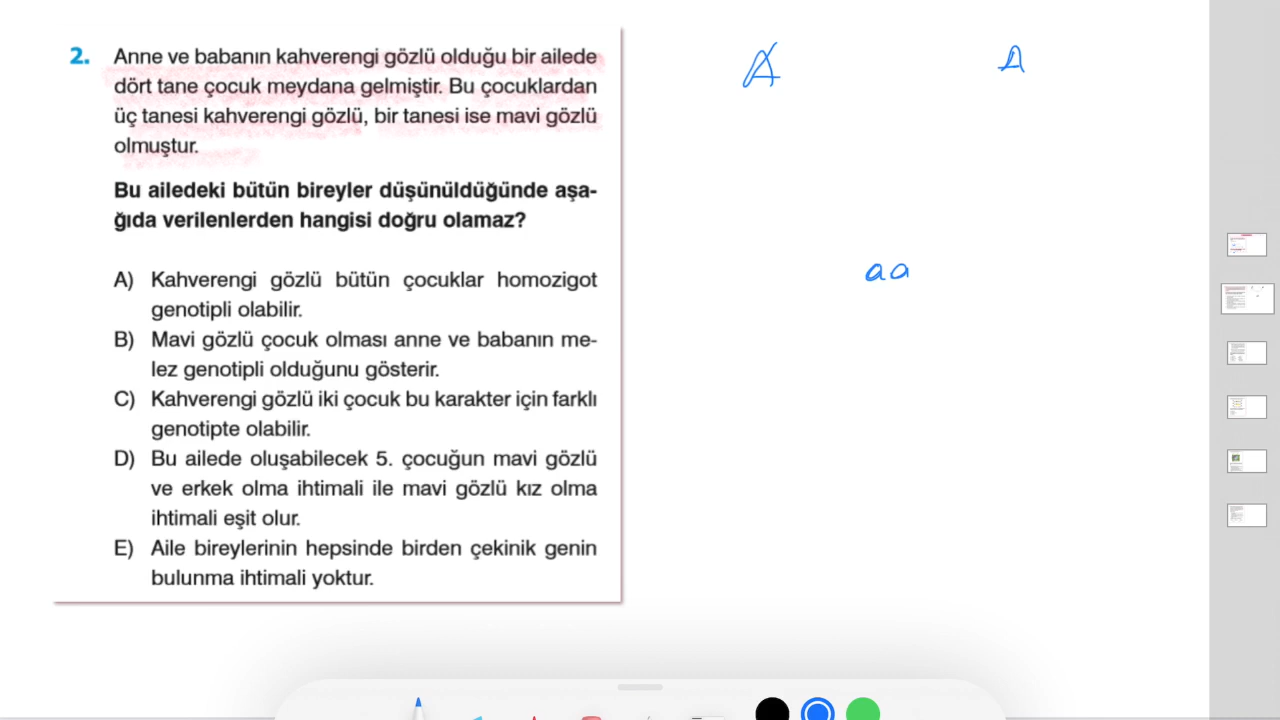 2. Anne ve babanın kahverengi gözlü olduğu bir ailede
dört tane çocuk meydana gelmiştir. Bu çocuklardan
üç tanesi kahverengi gözlü, bir tanesi ise mavi gözlü
olmuştur.
Bu ailedeki bütün bireyler düşünüldüğünde aşa-
ğıda verilenlerden hangisi doğru olamaz?
A) Kahverengi gözlü bütün çocuklar homozigot
genotipli olabilir.
B) Mavi gözlü çocuk olması anne ve babanın me-
lez genotipli olduğunu gösterir.
C) Kahverengi gözlü iki çocuk bu karakter için farklı
genotipte olabilir.
D) Bu ailede oluşabilecek 5. çocuğun mavi gözlü
ve erkek olma ihtimali ile mavi gözlü kız olma
ihtimali eşit olur.
E) Aile bireylerinin hepsinde birden çekinik genin
bulunma ihtimali yoktur.
A A
aa